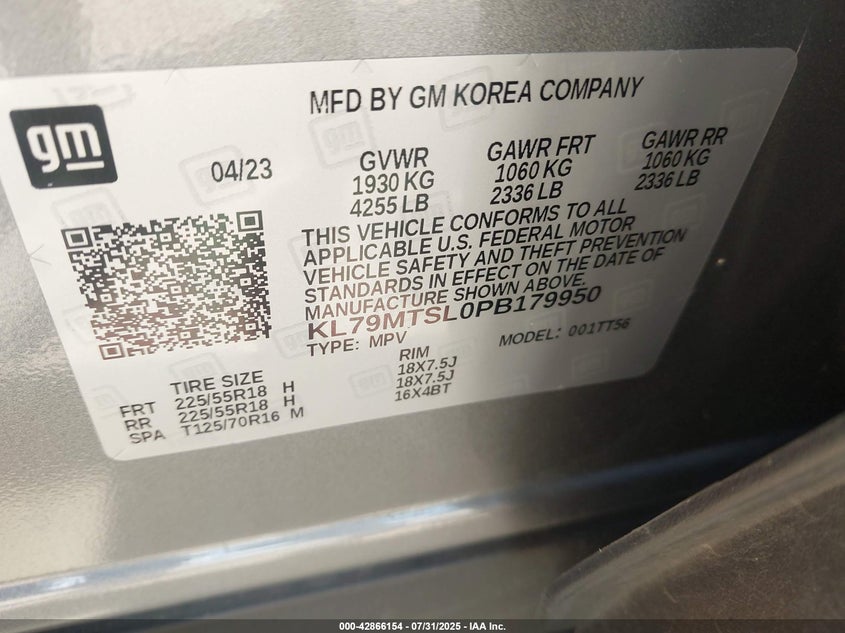 MFD BY GM KOREA COMPANY
gm
04/23
GVWR GAWR FRT GAWR RR
1930 KG 1060 KG 1060 KG
4255 LB 2336 LB 2336 LB
THIS VEHICLE CONFORMS TO ALL
APPLICABLE U.S. FEDERAL MOTOR
VEHICLE SAFETY AND THEFT PREVENTION
STANDARDS IN EFFECT ON THE DATE OF
MANUFACTURE SHOWN ABOVE.
KL79MTSL0PB179950
TYPE: MPV MODEL: 001TT56
TIRE SIZE RIM
FRT 225/55R18 H 18X7.5J
RR 225/55R18 H 18X7.5J
SPA T125/70R16 M 16X4BT
000-42866154 - 07/31/2025 - IAA Inc.